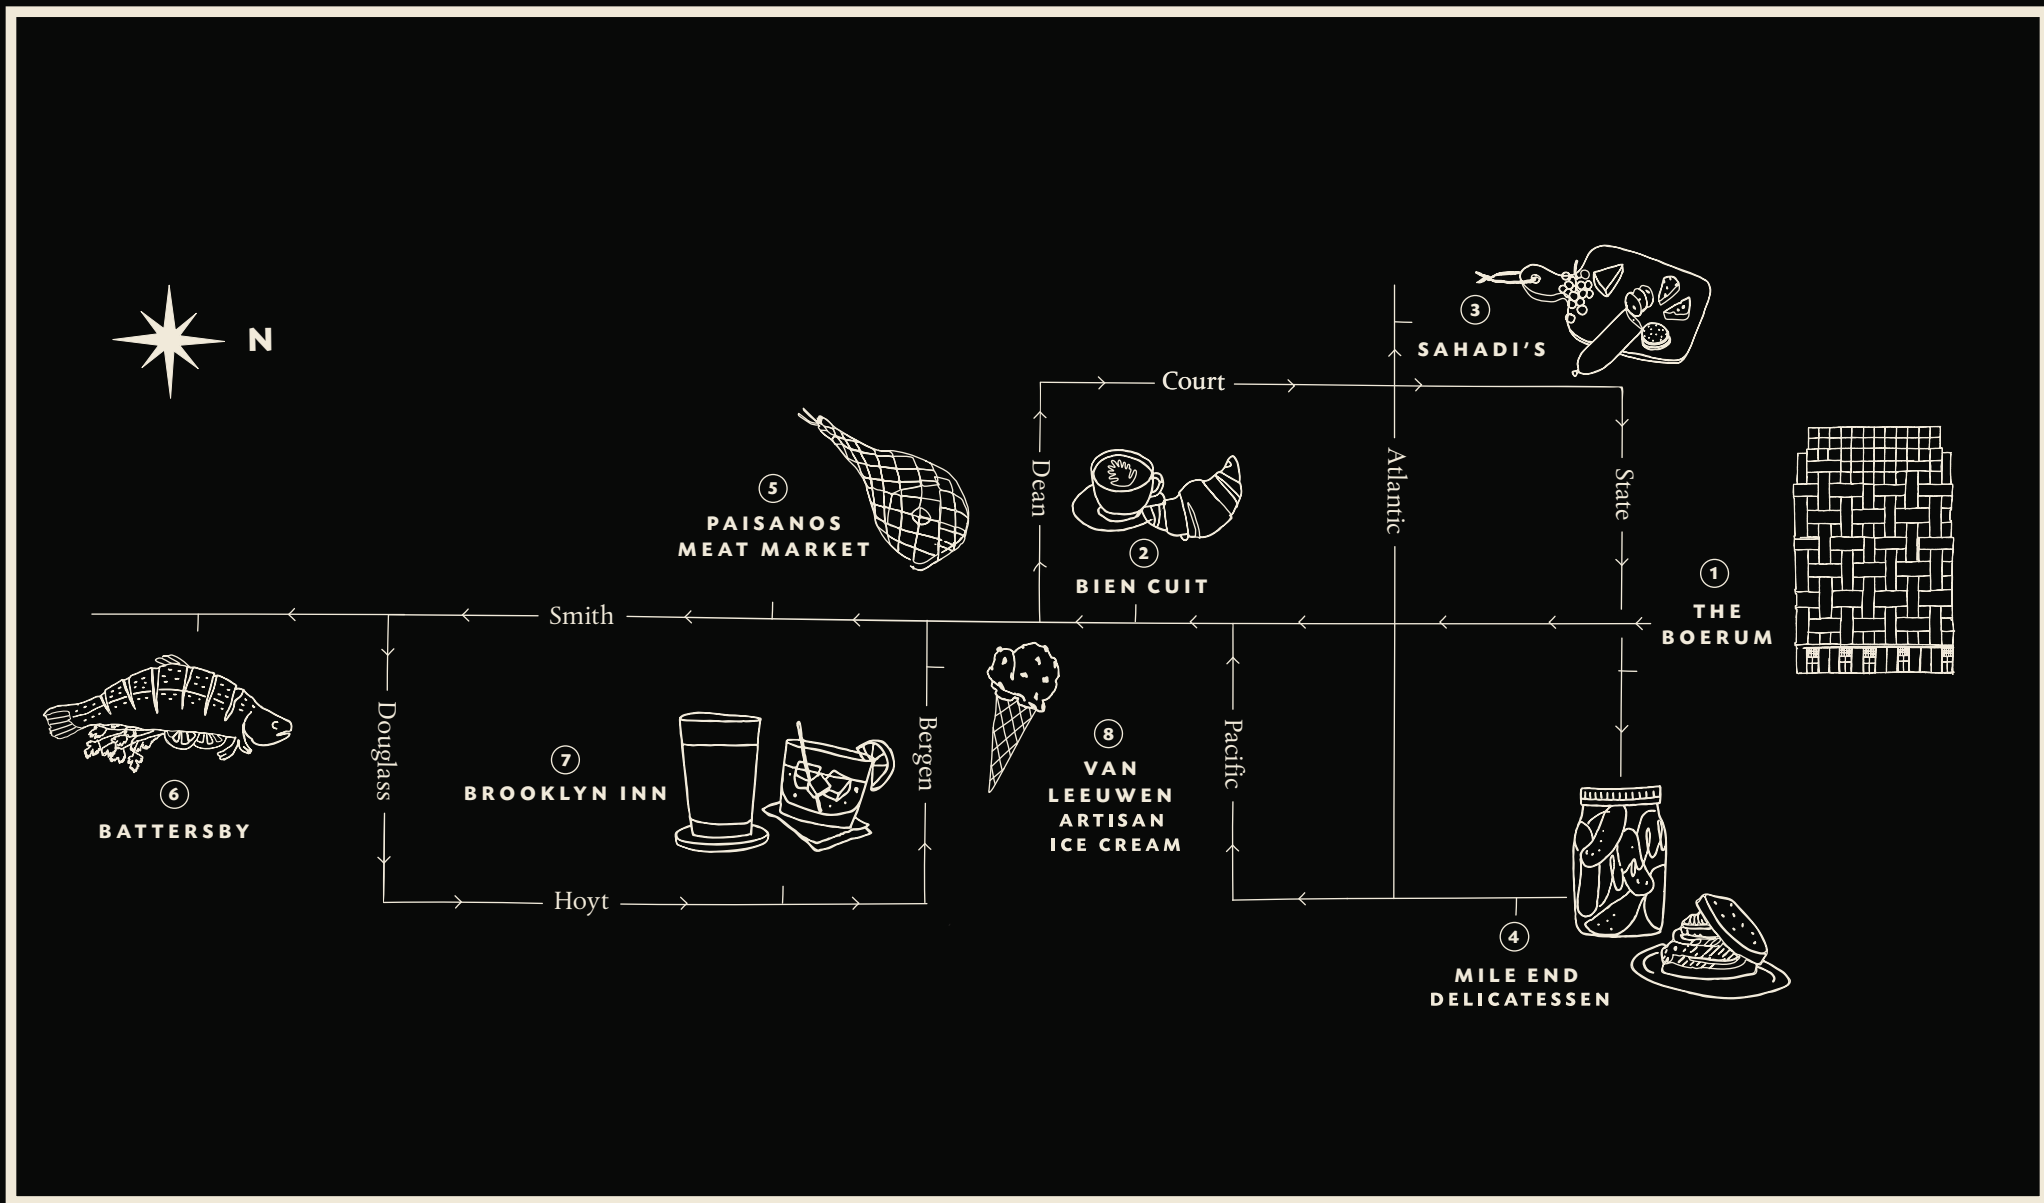 N
3
SAHADI'S
Court
Dean
Atlantic
State
5
PAISANOS
MEAT MARKET
2
BIEN CUIT
1
THE
BOERUM
Smith
Douglass
Bergen
Pacific
7
BROOKLYN INN
8
VAN
LEEUWEN
ARTISAN
ICE CREAM
6
BATTERSBY
Hoyt
4
MILE END
DELICATESSEN